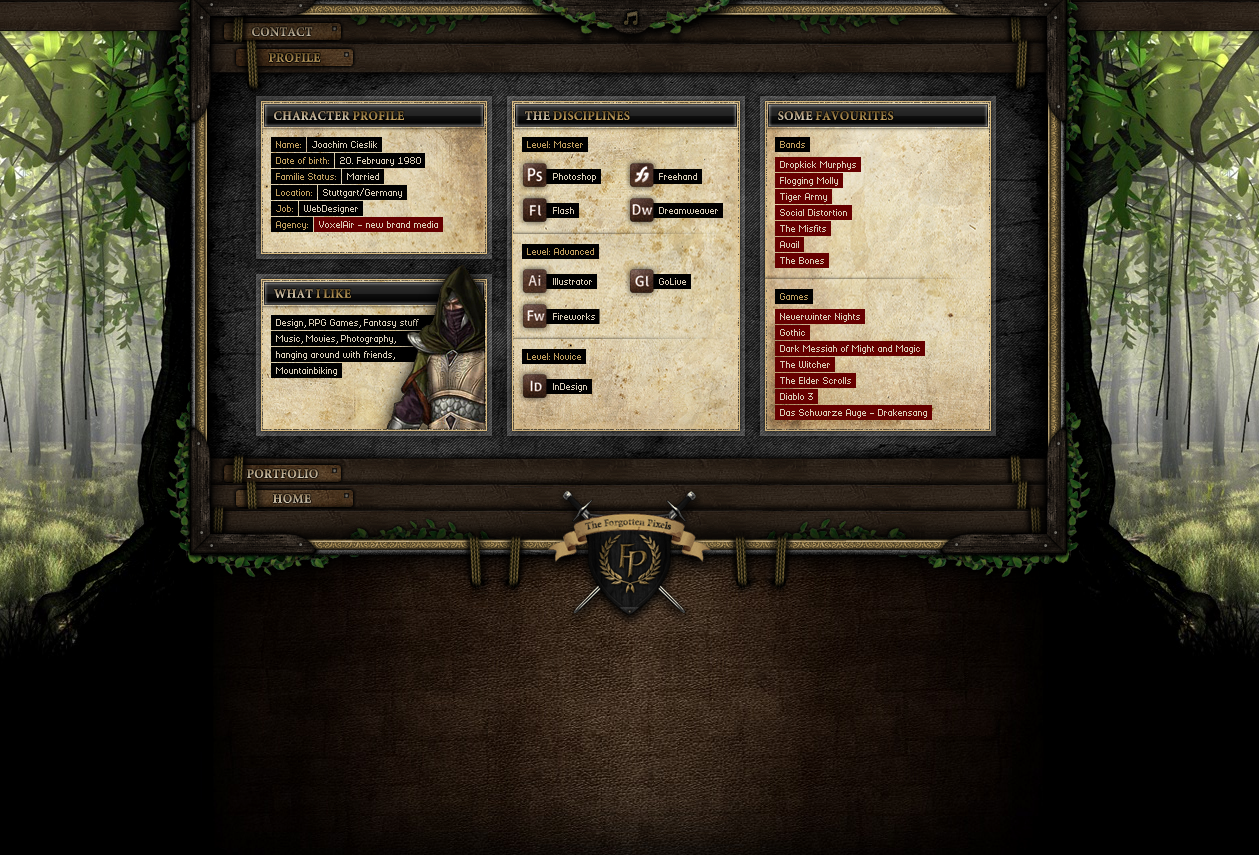 CONTACT
PROFILE
CHARACTER PROFILE
Name: Joachim Cieslik
Date of birth: 20. February 1980
Familie Status: Married
Location: Stuttgart/Germany
Job: WebDesigner
Agency: VoxelAir - new brand media
WHAT I LIKE
Design, RPG Games, Fantasy stuff
Music, Movies, Photography,
hanging around with friends,
Mountainbiking
THE DISCIPLINES
Level: Master
Ps Photoshop
Freehand
Fl Flash
Dw Dreamweaver
Level: Advanced
Ai Illustrator
Gl GoLive
Fw Fireworks
Level: Novice
ID InDesign
SOME FAVOURITES
Bands
Dropkick Murphys
Flogging Molly
Tiger Army
Social Distortion
The Misfits
Avail
The Bones
Games
Neverwinter Nights
Gothic
Dark Messiah of Might and Magic
The Witcher
The Elder Scrolls
Diablo 3
Das Schwarze Auge - Drakensang
PORTFOLIO
HOME
The Forgotten Pixels
FP